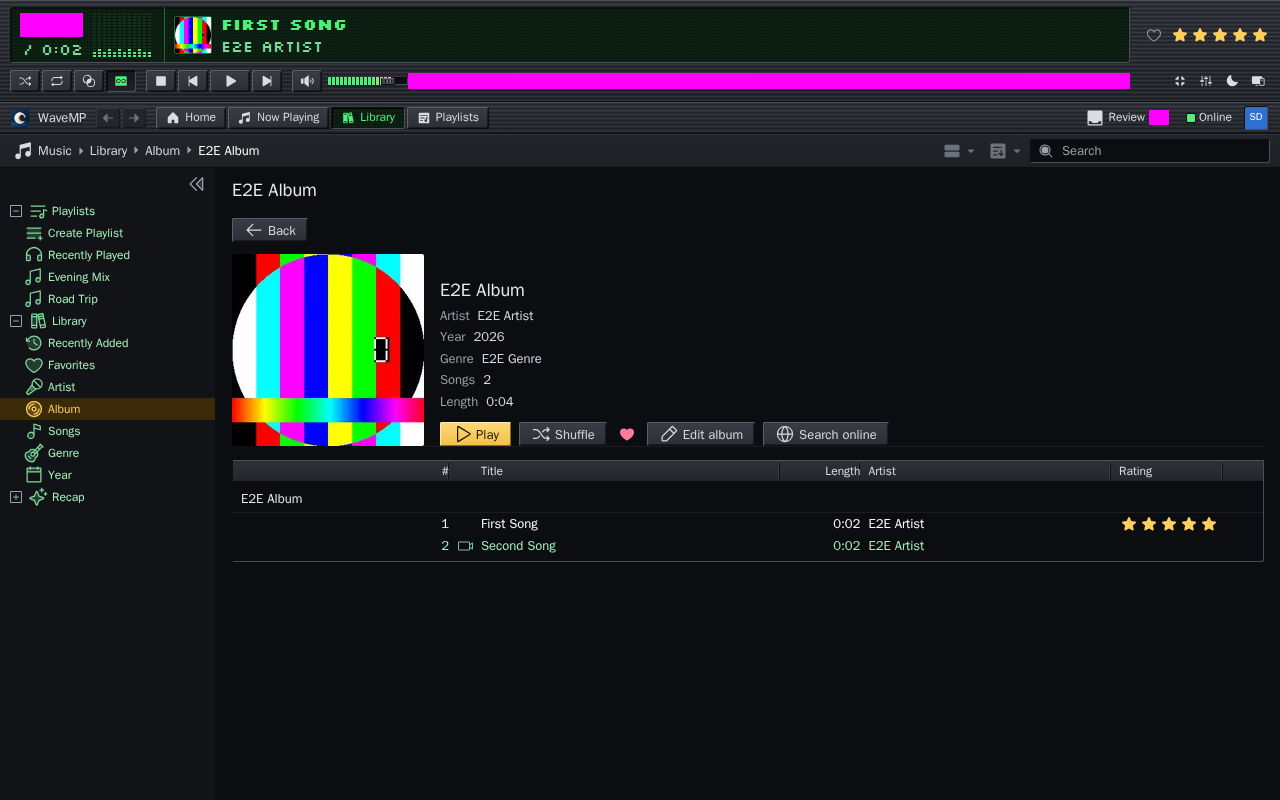 FIRST SONG
/ 0:02
E2E ARTIST
WaveMP
Home
Now Playing
Library
Playlists
Review
Online
SD
Music
Library
Album
E2E Album
Search
E2E Album
Playlists
Back
Create Playlist
Recently Played
Evening Mix
Road Trip
Library
Recently Added
Favorites
Artist
Album
Songs
Genre
Year
Recap
0
E2E Album
Artist E2E Artist
Year 2026
Genre E2E Genre
Songs 2
Length 0:04
Play
Shuffle
Edit album
Search online
# Title Length Artist Rating
E2E Album
1 First Song 0:02 E2E Artist
2 Second Song 0:02 E2E Artist